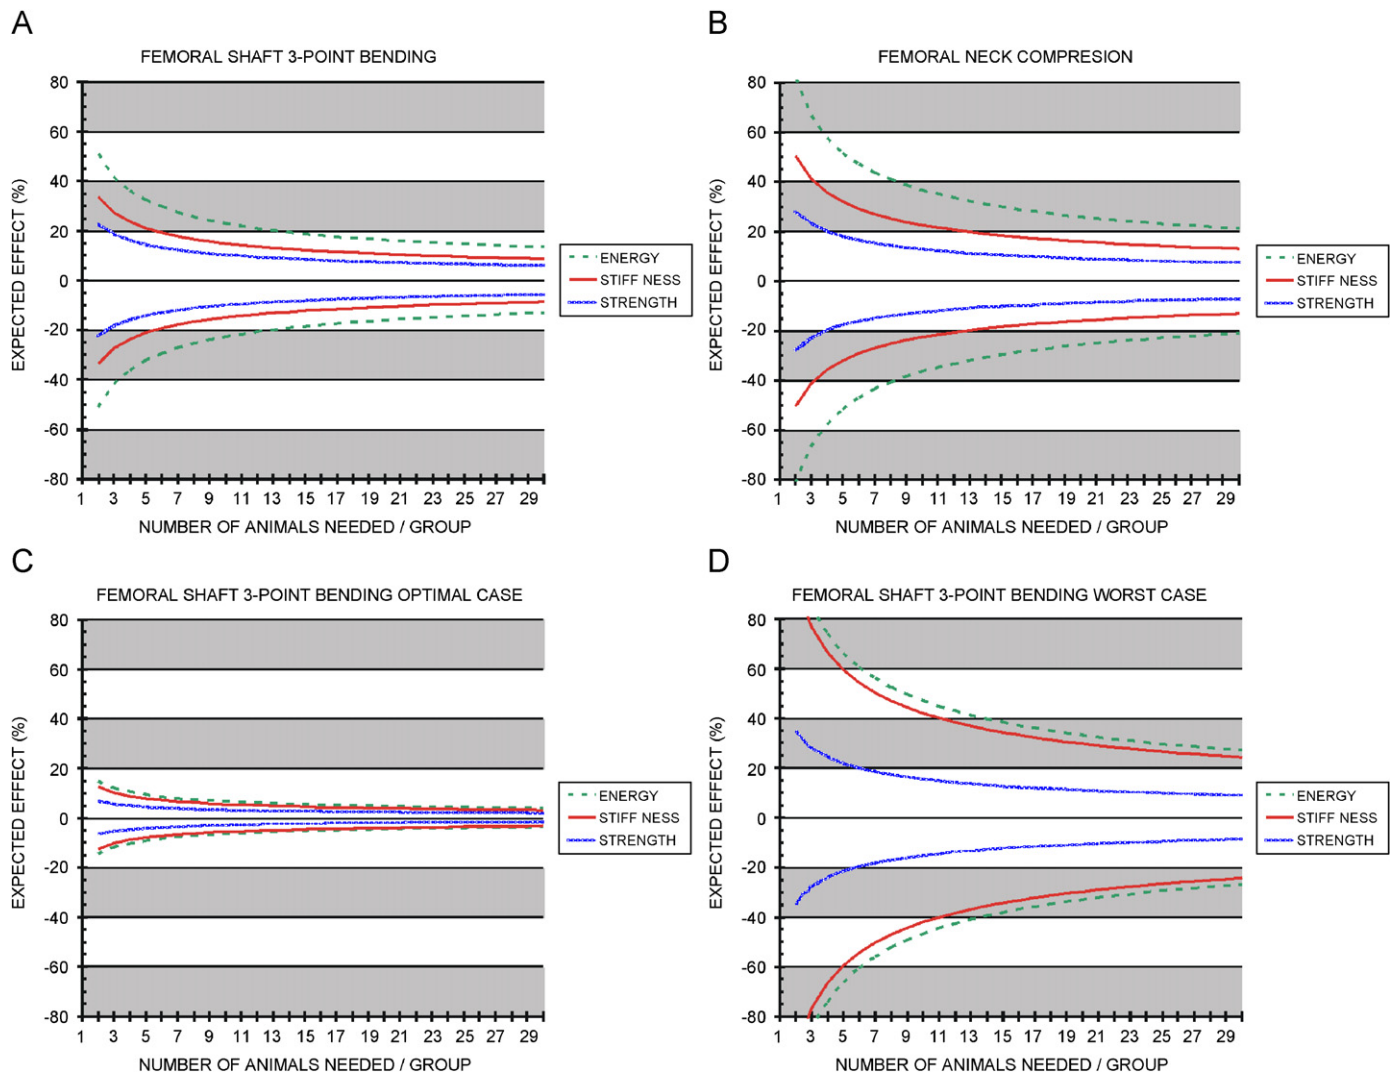 A
FEMORAL SHAFT 3-POINT BENDING
EXPECTED EFFECT (%)
80
60
40
20
0
-20
-40
-60
-80
1 3 5 7 9 11 13 15 17 19 21 23 25 27 29
NUMBER OF ANIMALS NEEDED / GROUP
ENERGY
STIFF NESS
STRENGTH
B
FEMORAL NECK COMPRESION
EXPECTED EFFECT (%)
80
60
40
20
0
-20
-40
-60
-80
1 3 5 7 9 11 13 15 17 19 21 23 25 27 29
NUMBER OF ANIMALS NEEDED / GROUP
ENERGY
STIFF NESS
STRENGTH
C
FEMORAL SHAFT 3-POINT BENDING OPTIMAL CASE
EXPECTED EFFECT (%)
80
60
40
20
0
-20
-40
-60
-80
1 3 5 7 9 11 13 15 17 19 21 23 25 27 29
NUMBER OF ANIMALS NEEDED / GROUP
ENERGY
STIFF NESS
STRENGTH
D
FEMORAL SHAFT 3-POINT BENDING WORST CASE
EXPECTED EFFECT (%)
80
60
40
20
0
-20
-40
-60
-80
1 3 5 7 9 11 13 15 17 19 21 23 25 27 29
NUMBER OF ANIMALS NEEDED / GROUP
ENERGY
STIFF NESS
STRENGTH